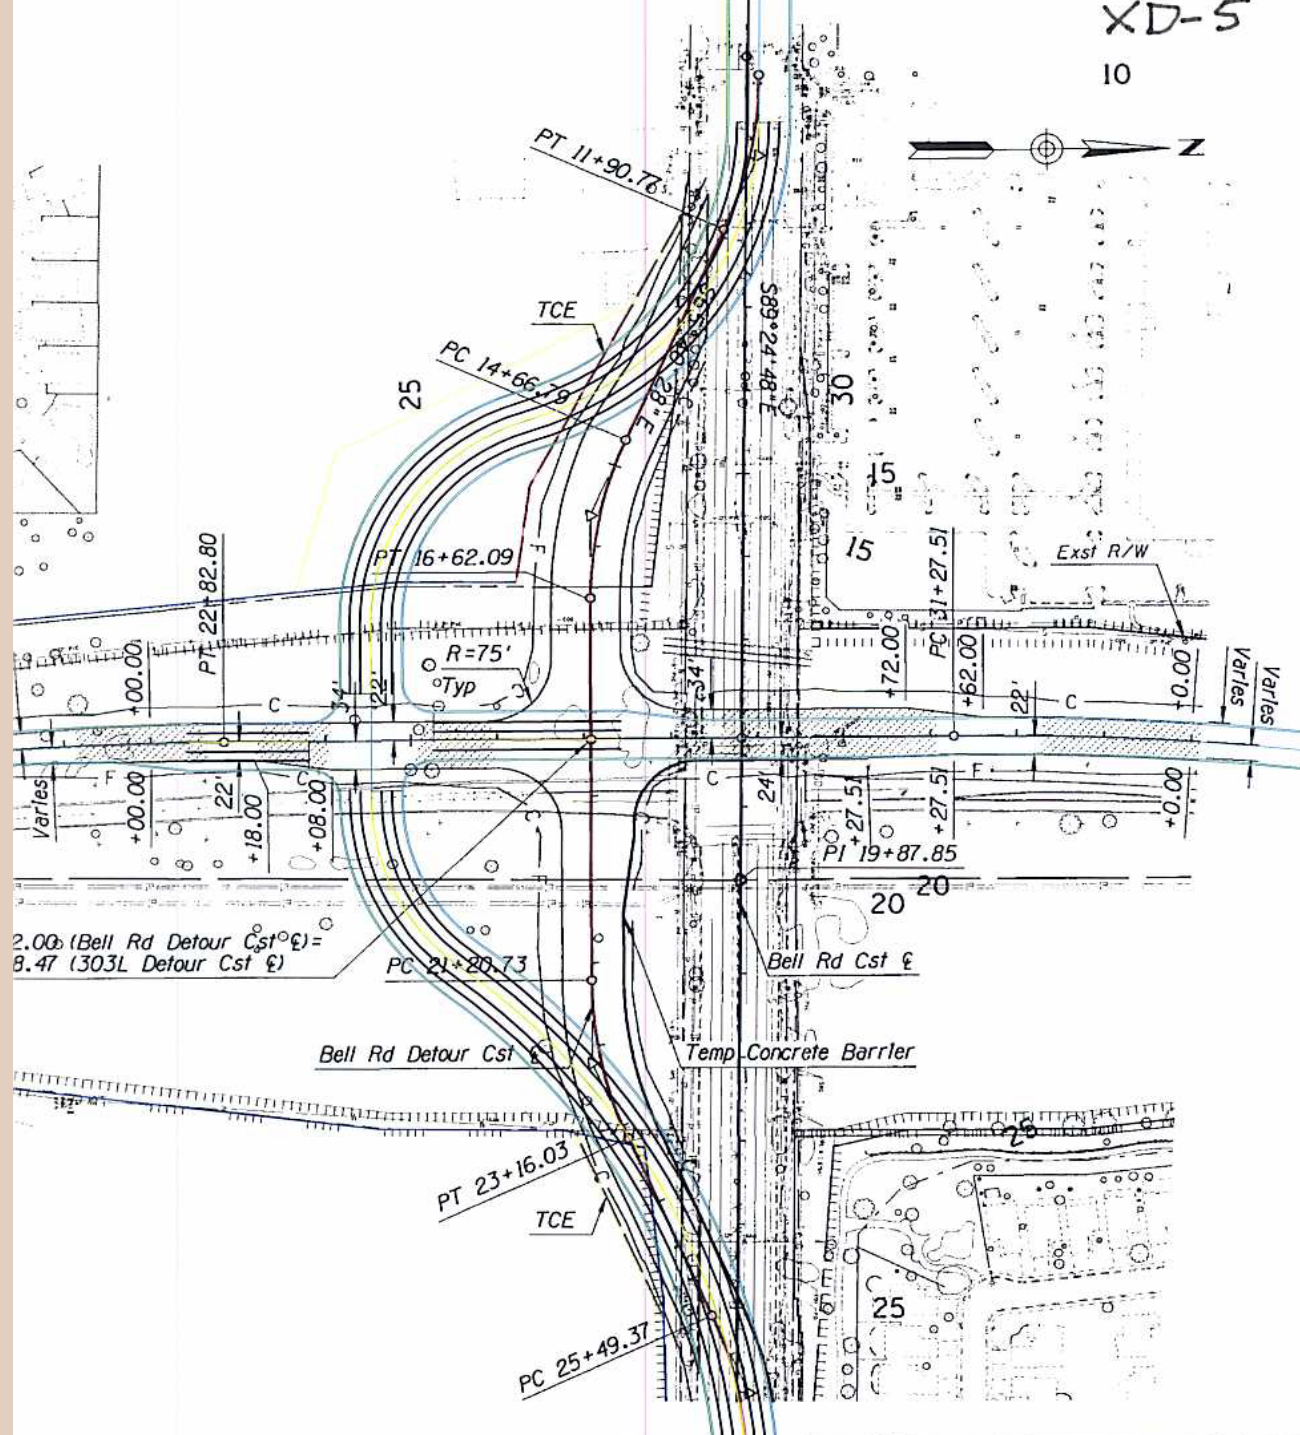 XD-5
10
N
PT 11+90.76
TCE
PC 14+66.79
S89°24'48"E
28"E
25
30
15
15
PT 22+82.80
PT 16+62.09
PC 31+27.51
Exst R/W
+00.00
R=75'
Typ
34'
22'
C
34'
+72.00
+62.00
22'
C
+0.00
Varies
Varies
Varies
F
+00.00
22'
+18.00
C
+08.00
C
24'
+27.51
+27.51
F
+0.00
PI 19+87.85
20
20
2.00 (Bell Rd Detour Cst ℄)=
8.47 (303L Detour Cst ℄)
PC 21+20.73
Bell Rd Cst ℄
Bell Rd Detour Cst ℄
Temp Concrete Barrier
25
PT 23+16.03
TCE
25
PC 25+49.37